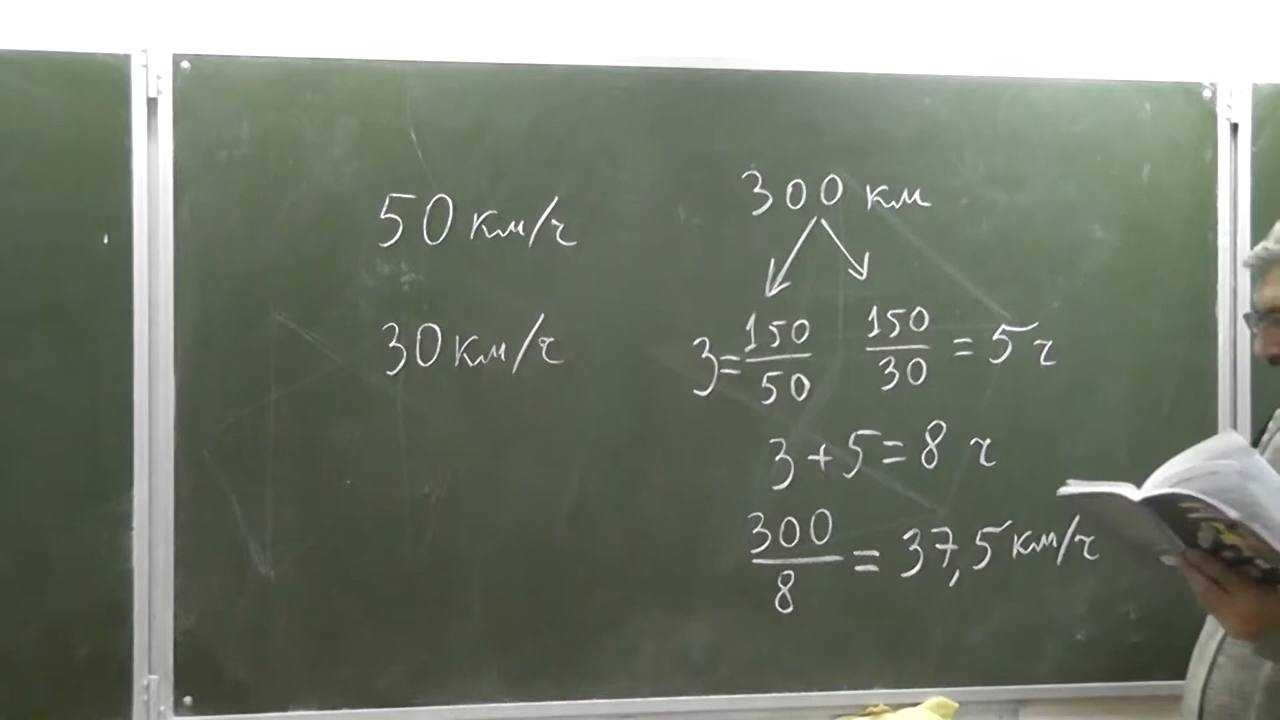 50 км/ч
30 км/ч
300 км
3 = 150/50 150/30 = 5 ч
3 + 5 = 8 ч
300/8 = 37,5 км/ч